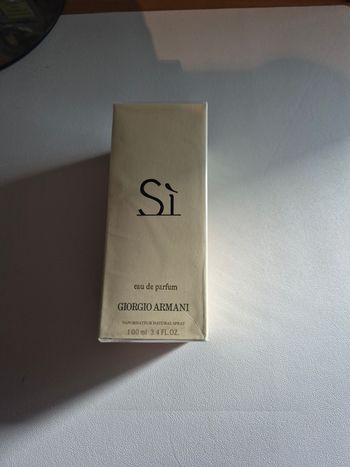 Sì
eau de parfum
GIORGIO ARMANI
VAPORISATEUR NATURAL SPRAY
100 ml 3.4 FL.OZ.